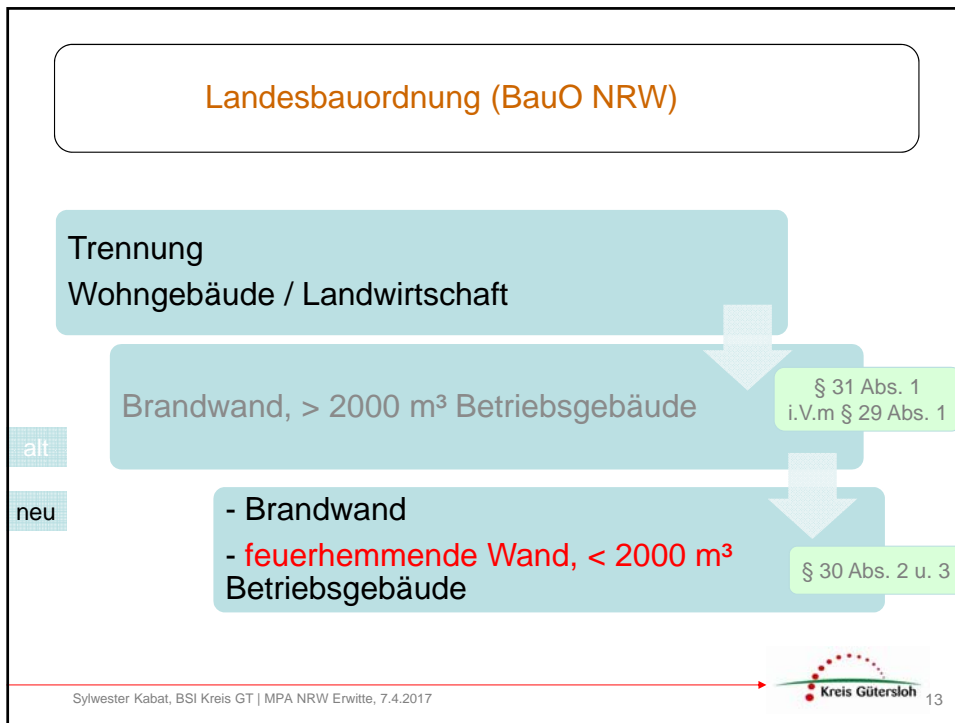 Landesbauordnung (BauO NRW)
Trennung
Wohngebäude / Landwirtschaft
Brandwand, > 2000 m³ Betriebsgebäude
§ 31 Abs. 1
i.V.m § 29 Abs. 1
alt
neu
- Brandwand
- feuerhemmende Wand, < 2000 m³
Betriebsgebäude
§ 30 Abs. 2 u. 3
Sylwester Kabat, BSI Kreis GT | MPA NRW Erwitte, 7.4.2017
Kreis Gütersloh
13